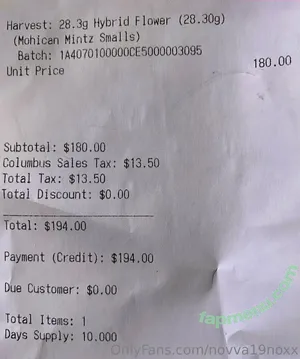 Harvest: 28.3g Hybrid Flower (28.30g)
(Mohican Mintz Smalls)
Batch: 1A4070100000CE5000003095
Unit Price 180.00
Subtotal: $180.00
Columbus Sales Tax: $13.50
Total Tax: $13.50
Total Discount: $0.00
Total: $194.00
Payment (Credit): $194.00
Due Customer: $0.00
Total Items: 1
Days Supply: 10.000
fapmenu.com
OnlyFans.com/novva19noxx